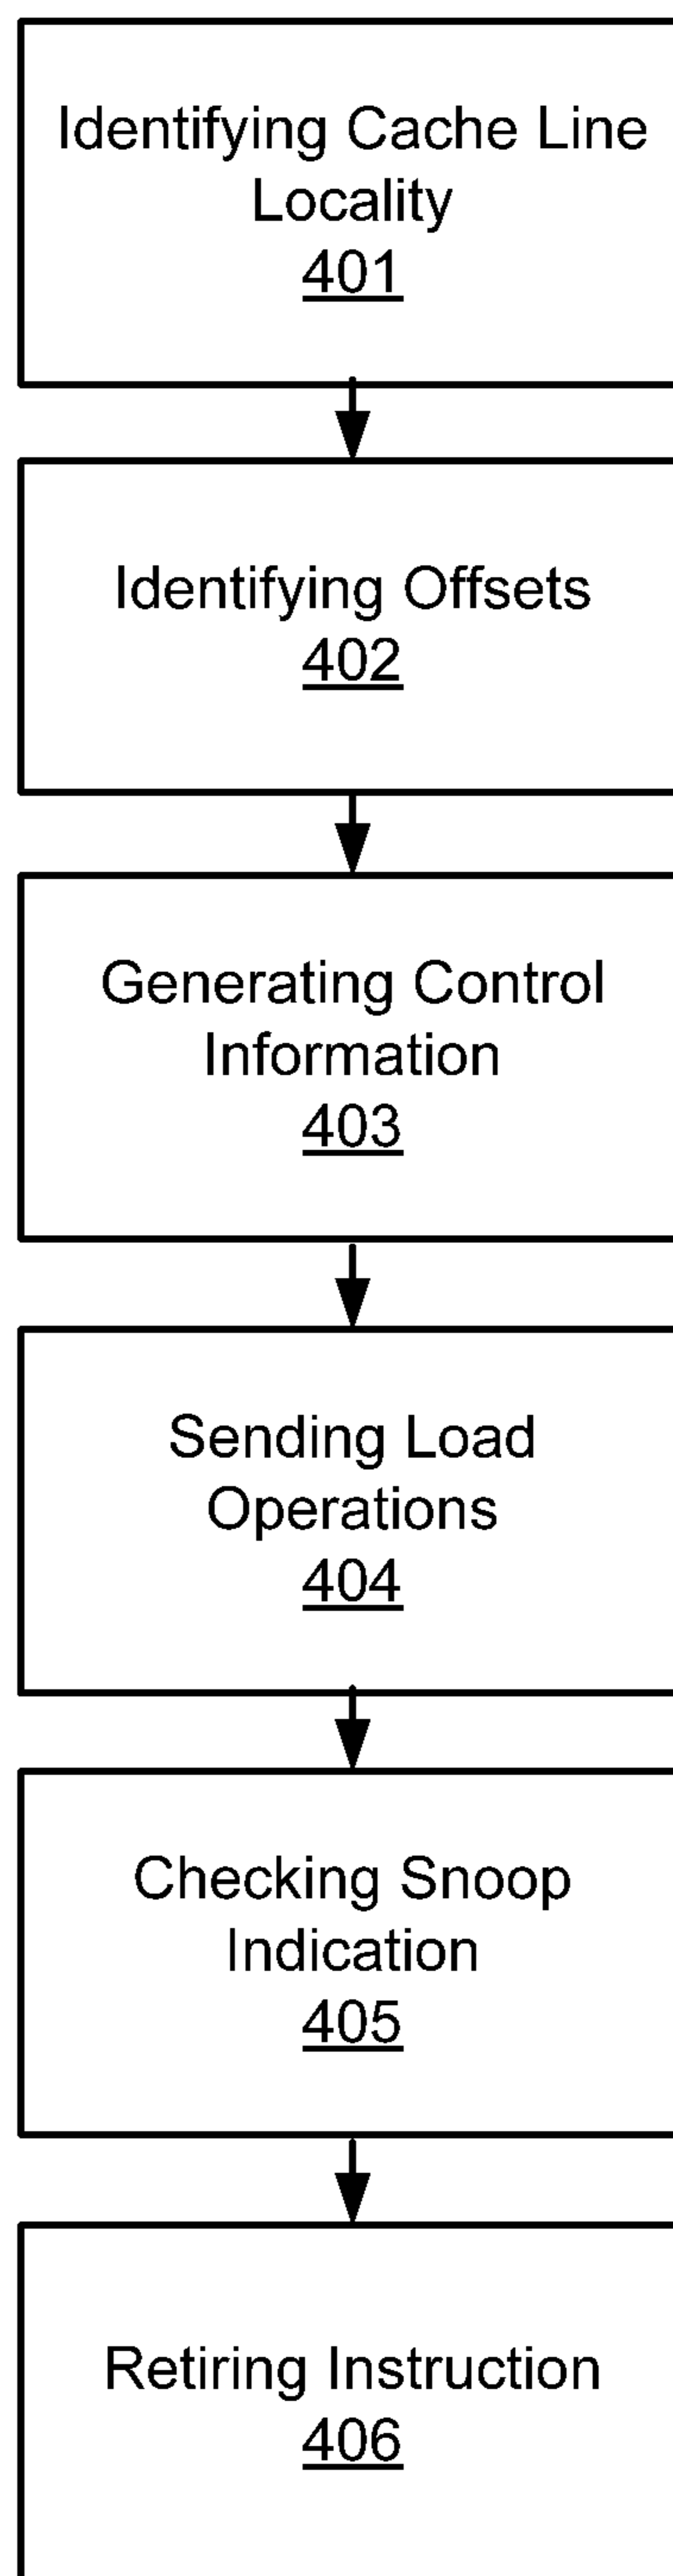 Identifying Cache Line
Locality
401
Identifying Offsets
402
Generating Control
Information
403
Sending Load
Operations
404
Checking Snoop
Indication
405
Retiring Instruction
406